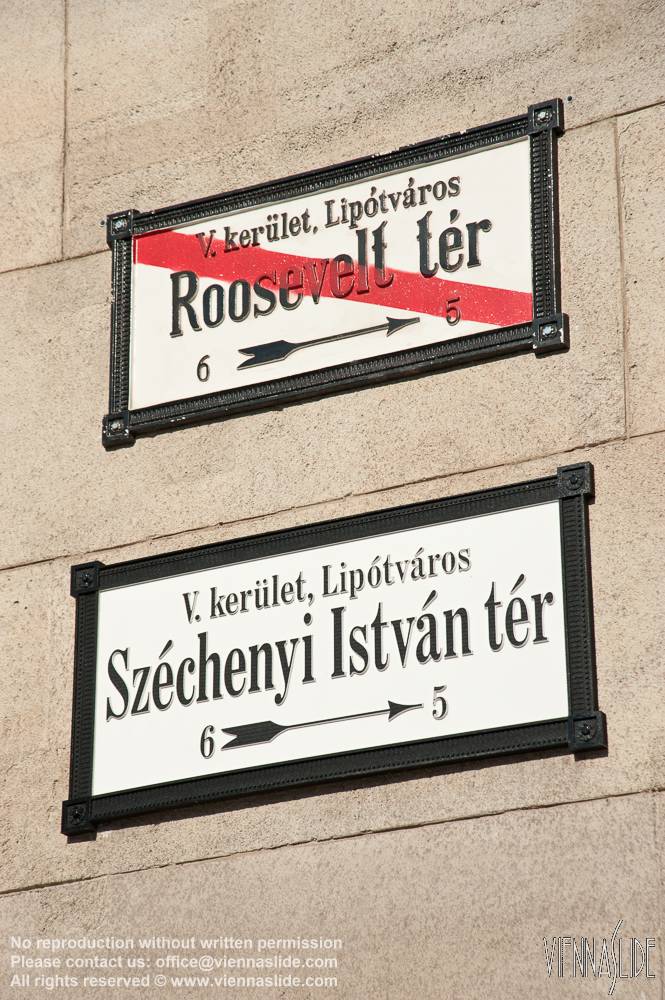 V. kerület, Lipótváros
Roosevelt tér
6 5
V. kerület, Lipótváros
Széchenyi István tér
6 5
No reproduction without written permission
Please contact us: office@viennaslide.com
All rights reserved © www.viennaslide.com
VIENNASLIDE